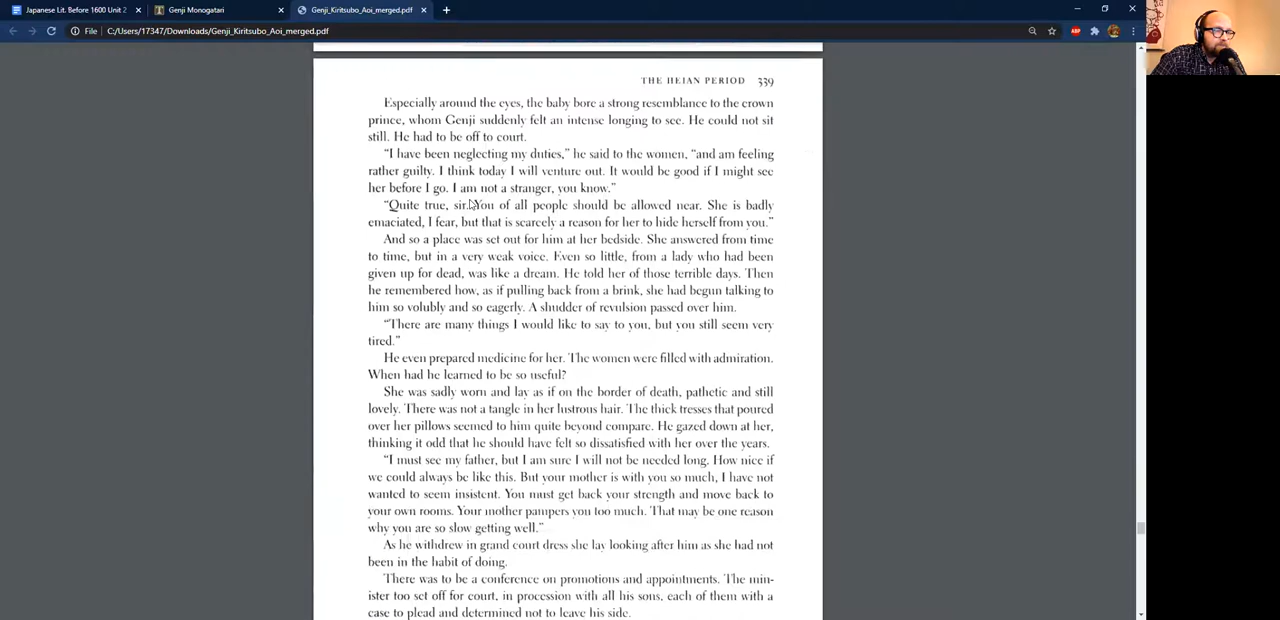 Japanese Lit. Before 1600 Unit 2
Genji Monogatari
Genji_Kiritsubo_Aoi_merged.pdf
File
C:/Users/17347/Downloads/Genji_Kiritsubo_Aoi_merged.pdf
ABP
THE HEIAN PERIOD 339
Especially around the eyes, the baby bore a strong resemblance to the crown
prince, whom Genji suddenly felt an intense longing to see. He could not sit
still. He had to be off to court.
“I have been neglecting my duties,” he said to the women, “and am feeling
rather guilty. I think today I will venture out. It would be good if I might see
her before I go. I am not a stranger, you know.”
“Quite true, sir. You of all people should be allowed near. She is badly
emaciated, I fear, but that is scarcely a reason for her to hide herself from you.”
And so a place was set out for him at her bedside. She answered from time
to time, but in a very weak voice. Even so little, from a lady who had been
given up for dead, was like a dream. He told her of those terrible days. Then
he remembered how, as if pulling back from a brink, she had begun talking to
him so volubly and so eagerly. A shudder of revulsion passed over him.
“There are many things I would like to say to you, but you still seem very
tired.”
He even prepared medicine for her. The women were filled with admiration.
When had he learned to be so useful?
She was sadly worn and lay as if on the border of death, pathetic and still
lovely. There was not a tangle in her lustrous hair. The thick tresses that poured
over her pillows seemed to him quite beyond compare. He gazed down at her,
thinking it odd that he should have felt so dissatisfied with her over the years.
“I must see my father, but I am sure I will not be needed long. How nice if
we could always be like this. But your mother is with you so much, I have not
wanted to seem insistent. You must get back your strength and move back to
your own rooms. Your mother pampers you too much. That may be one reason
why you are so slow getting well.”
As he withdrew in grand court dress she lay looking after him as she had not
been in the habit of doing.
There was to be a conference on promotions and appointments. The min-
ister too set off for court, in procession with all his sons, each of them with a
case to plead and determined not to leave his side.